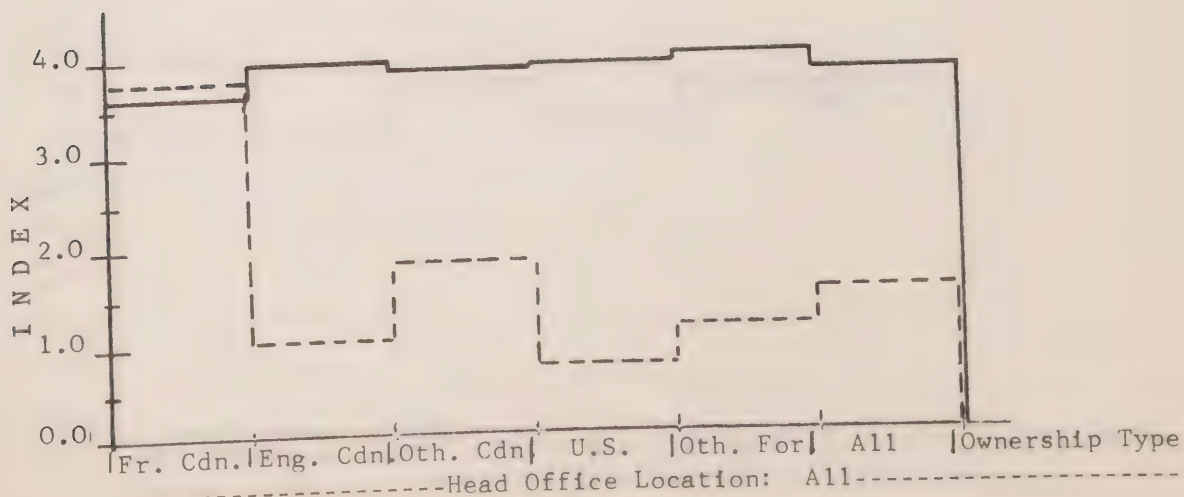 4.0
3.0
2.0
1.0
0.0
INDEX
Fr. Cdn. Eng. Cdn. Oth. Cdn U.S. Oth. For All Ownership Type
Head Office Location: All